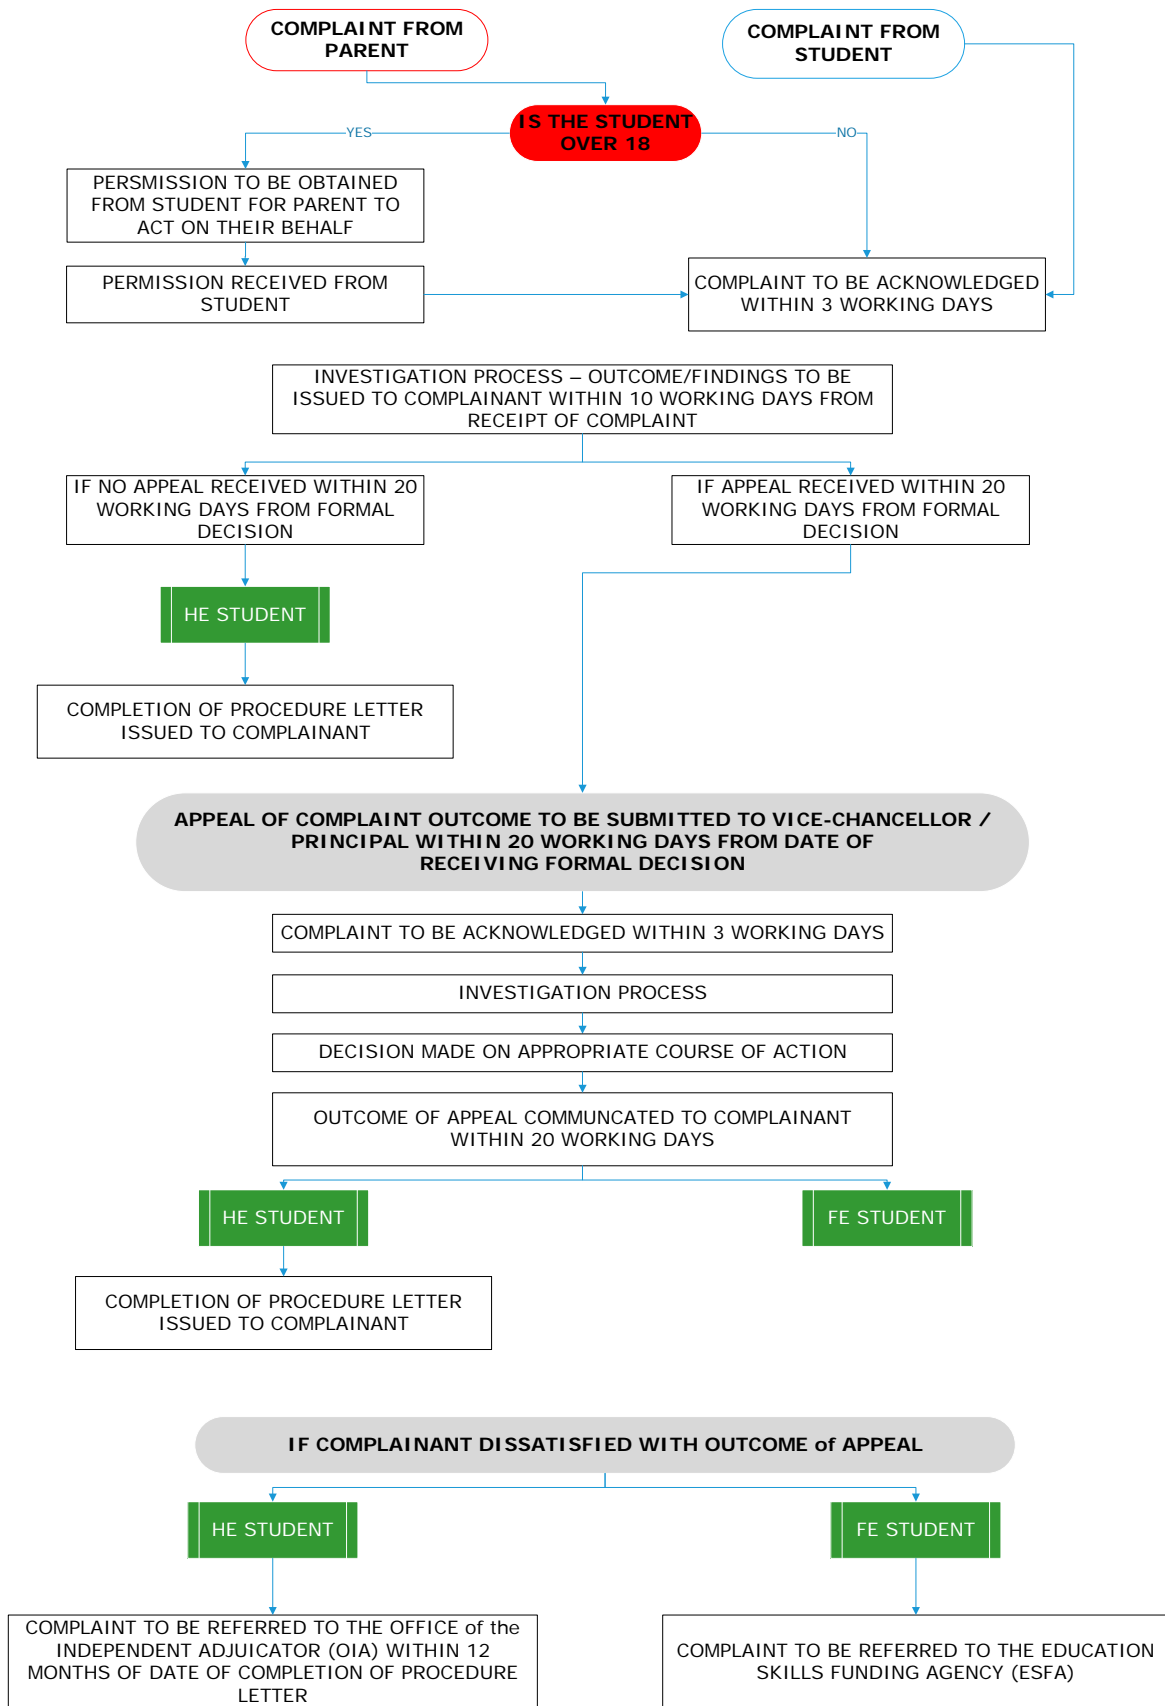 COMPLAINT FROM
PARENT
COMPLAINT FROM
STUDENT
IS THE STUDENT
OVER 18
YES
NO
PERSMISSION TO BE OBTAINED
FROM STUDENT FOR PARENT TO
ACT ON THEIR BEHALF
PERMISSION RECEIVED FROM
STUDENT
COMPLAINT TO BE ACKNOWLEDGED
WITHIN 3 WORKING DAYS
INVESTIGATION PROCESS – OUTCOME/FINDINGS TO BE
ISSUED TO COMPLAINANT WITHIN 10 WORKING DAYS FROM
RECEIPT OF COMPLAINT
IF NO APPEAL RECEIVED WITHIN 20
WORKING DAYS FROM FORMAL
DECISION
IF APPEAL RECEIVED WITHIN 20
WORKING DAYS FROM FORMAL
DECISION
HE STUDENT
COMPLETION OF PROCEDURE LETTER
ISSUED TO COMPLAINANT
APPEAL OF COMPLAINT OUTCOME TO BE SUBMITTED TO VICE-CHANCELLOR /
PRINCIPAL WITHIN 20 WORKING DAYS FROM DATE OF
RECEIVING FORMAL DECISION
COMPLAINT TO BE ACKNOWLEDGED WITHIN 3 WORKING DAYS
INVESTIGATION PROCESS
DECISION MADE ON APPROPRIATE COURSE OF ACTION
OUTCOME OF APPEAL COMMUNCATED TO COMPLAINANT
WITHIN 20 WORKING DAYS
HE STUDENT
FE STUDENT
COMPLETION OF PROCEDURE LETTER
ISSUED TO COMPLAINANT
IF COMPLAINANT DISSATISFIED WITH OUTCOME of APPEAL
HE STUDENT
FE STUDENT
COMPLAINT TO BE REFERRED TO THE OFFICE of the
INDEPENDENT ADJUICATOR (OIA) WITHIN 12
MONTHS OF DATE OF COMPLETION OF PROCEDURE
LETTER
COMPLAINT TO BE REFERRED TO THE EDUCATION
SKILLS FUNDING AGENCY (ESFA)